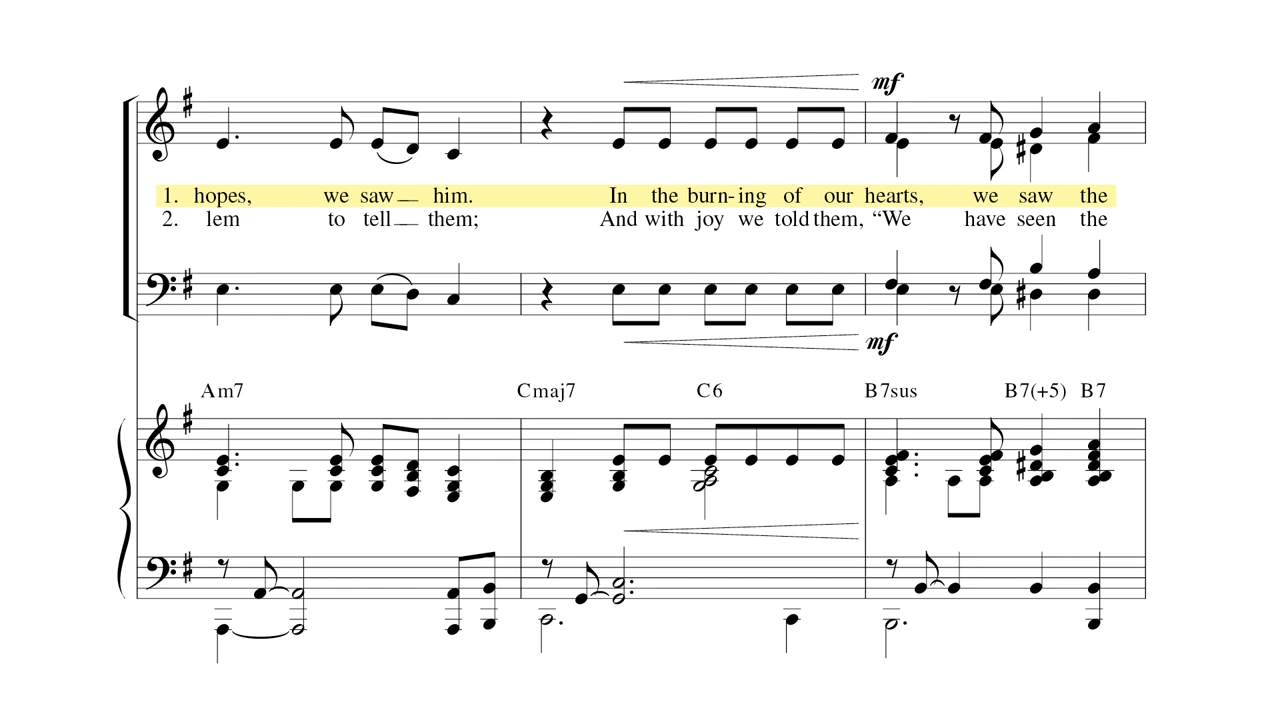 mf
1. hopes, we saw him. In the burn-ing of our hearts, we saw the
2. lem to tell them; And with joy we told them, “We have seen the
mf
Am7 Cmaj7 C6 B7sus B7(+5) B7